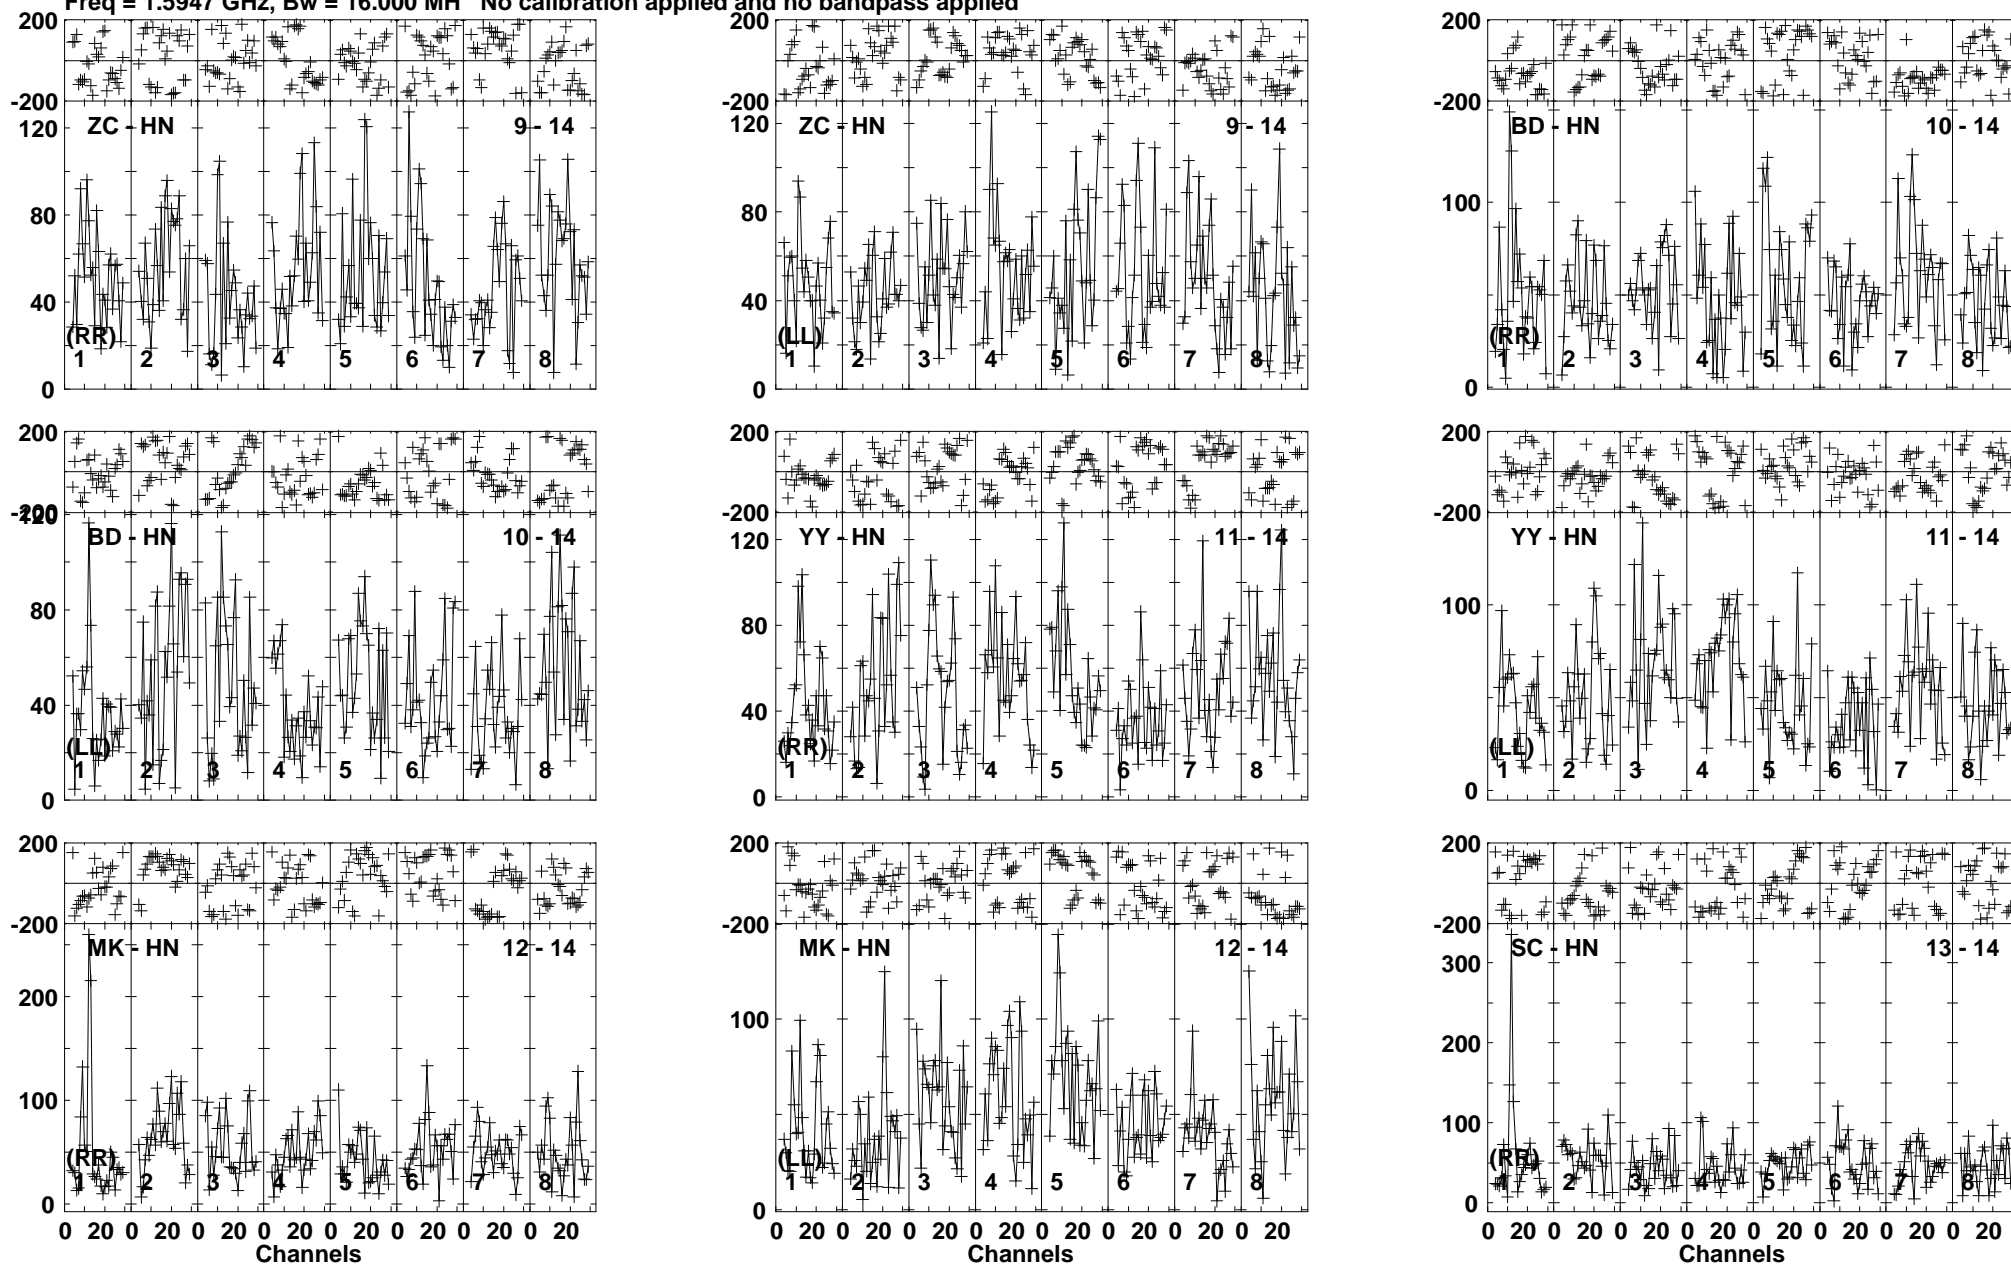 Freq = 1.5947 GHz, Bw = 16.000 MH No calibration applied and no bandpass applied
200 200 200
-200 -200 -200
ZC - HN 9 - 14 ZC - HN 9 - 14 BD - HN 10 - 14
120 120
100
80 80
40 40
(RR) (LL) (RR)
1 2 3 4 5 6 7 8 1 2 3 4 5 6 7 8 1 2 3 4 5 6 7 8
0 0 0
200 200 200
-200 -200 -200
120
BD - HN 10 - 14 YY - HN 11 - 14 YY - HN 11 - 14
120
100
80 80
40 40
(LL) (RR) (LL)
1 2 3 4 5 6 7 8 1 2 3 4 5 6 7 8 1 2 3 4 5 6 7 8
0 0 0
200 200 200
-200 -200 -200
MK - HN 12 - 14 MK - HN 12 - 14 SC - HN 13 - 14
300
200 200
100 100 100
(RR) (LL) (RR)
1 2 3 4 5 6 7 8 1 2 3 4 5 6 7 8 1 2 3 4 5 6 7 8
0 0 0
0 20 0 20 0 20 0 20 0 20 0 20 0 20 0 20 0 20 0 20 0 20 0 20 0 20 0 20 0 20 0 20 0 20 0 20 0 20 0 20 0 20 0 20 0 20 0 20
Channels Channels Channels